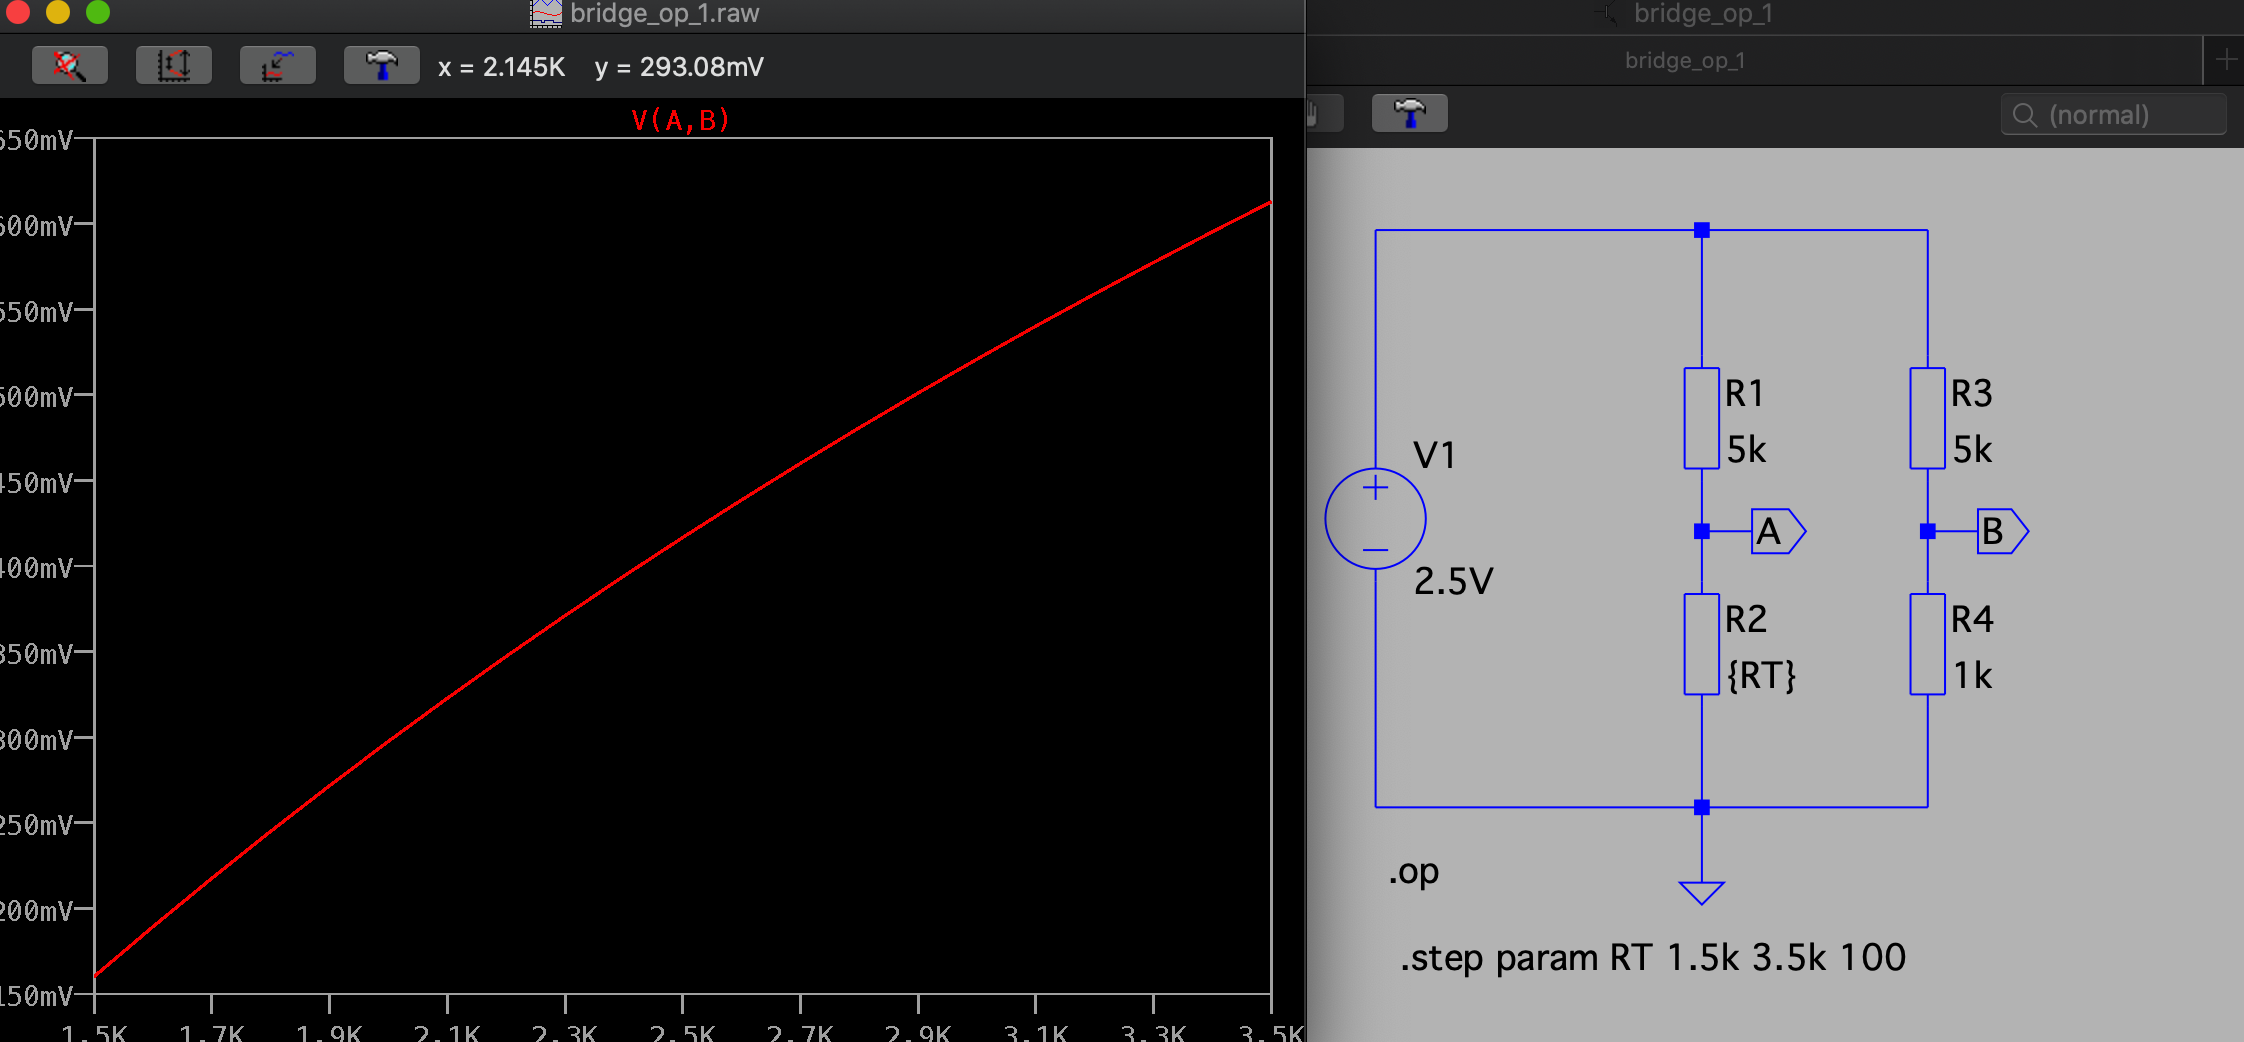 bridge_op_1.raw
x = 2.145K y = 293.08mV
V(A,B)
650mV
600mV
550mV
500mV
450mV
400mV
350mV
300mV
250mV
200mV
150mV
1.5K 1.7K 1.9K 2.1K 2.3K 2.5K 2.7K 2.9K 3.1K 3.3K 3.5K
bridge_op_1
bridge_op_1
(normal)
V1
2.5V
R1
5k
A
R2
{RT}
R3
5k
B
R4
1k
.op
.step param RT 1.5k 3.5k 100